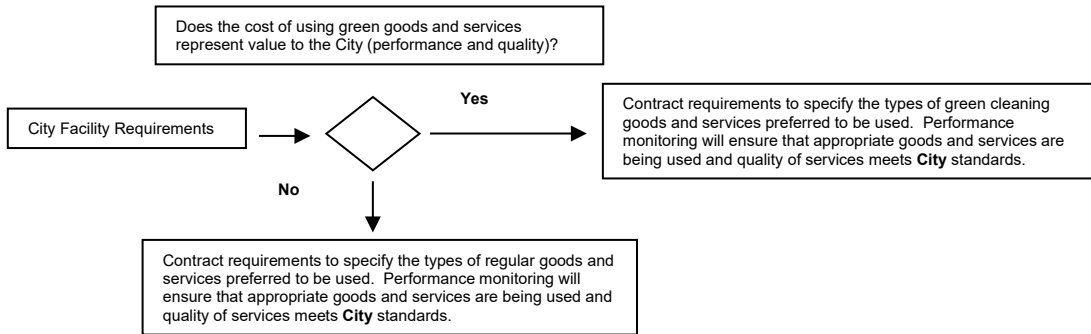 Does the cost of using green goods and services
represent value to the City (performance and quality)?
City Facility Requirements
Yes
Contract requirements to specify the types of green cleaning
goods and services preferred to be used.  Performance
monitoring will ensure that appropriate goods and services are
being used and quality of services meets City standards.
No
Contract requirements to specify the types of regular goods and
services preferred to be used.  Performance monitoring will
ensure that appropriate goods and services are being used and
quality of services meets City standards.